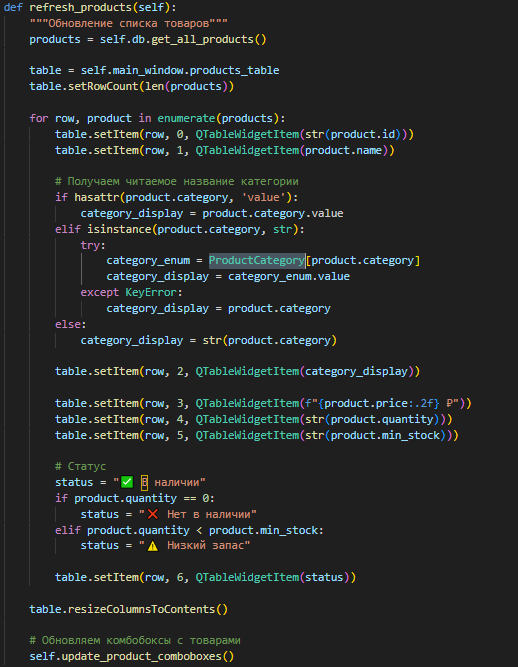 def refresh_products(self):
    """Обновление списка товаров"""
    products = self.db.get_all_products()

    table = self.main_window.products_table
    table.setRowCount(len(products))

    for row, product in enumerate(products):
        table.setItem(row, 0, QTableWidgetItem(str(product.id)))
        table.setItem(row, 1, QTableWidgetItem(product.name))

        # Получаем читаемое название категории
        if hasattr(product.category, 'value'):
            category_display = product.category.value
        elif isinstance(product.category, str):
            try:
                category_enum = ProductCategory[product.category]
                category_display = category_enum.value
            except KeyError:
                category_display = product.category
        else:
            category_display = str(product.category)

        table.setItem(row, 2, QTableWidgetItem(category_display))

        table.setItem(row, 3, QTableWidgetItem(f"{product.price:.2f} ₽"))
        table.setItem(row, 4, QTableWidgetItem(str(product.quantity)))
        table.setItem(row, 5, QTableWidgetItem(str(product.min_stock)))

        # Статус
        status = "✅ В наличии"
        if product.quantity == 0:
            status = "❌ Нет в наличии"
        elif product.quantity < product.min_stock:
            status = "⚠️ Низкий запас"

        table.setItem(row, 6, QTableWidgetItem(status))

    table.resizeColumnsToContents()

    # Обновляем комбобоксы с товарами
    self.update_product_comboboxes()